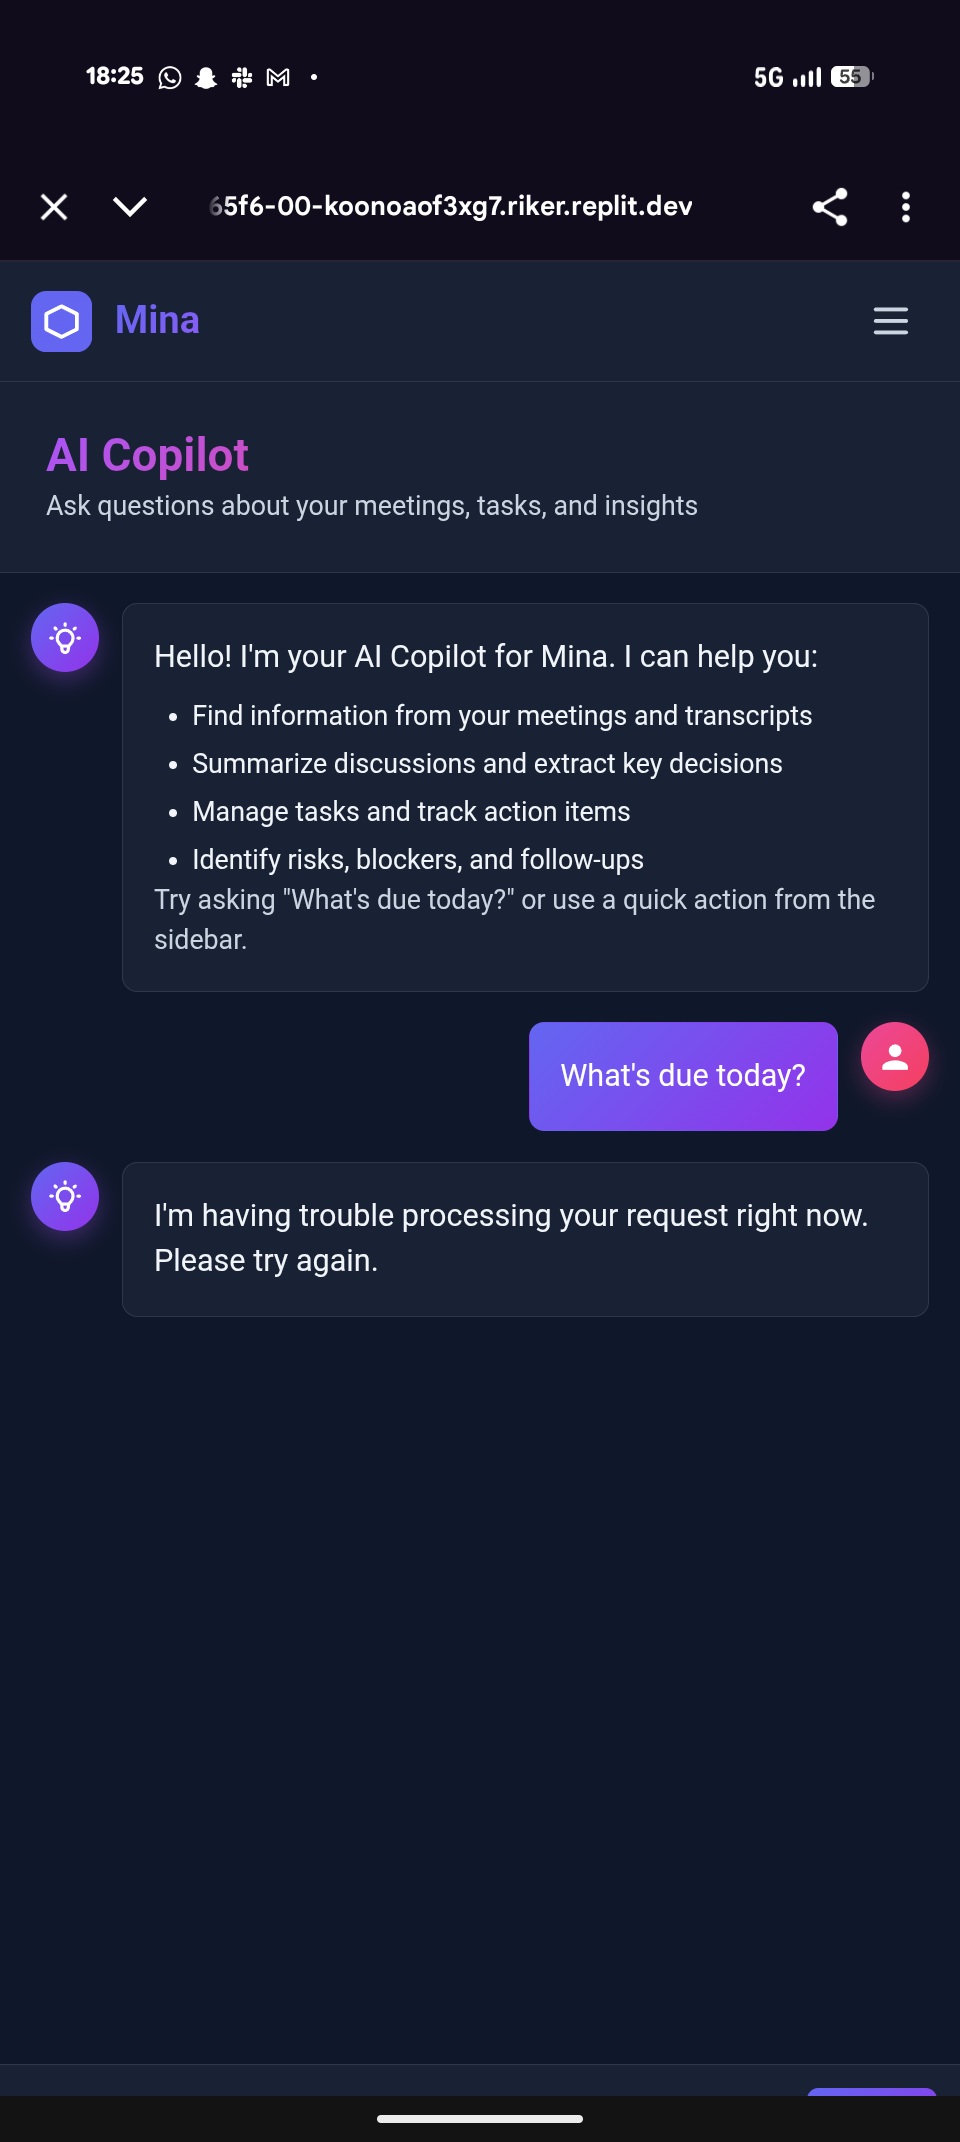 18:25
5G 55
65f6-00-koonoaof3xg7.riker.replit.dev
Mina
AI Copilot
Ask questions about your meetings, tasks, and insights
Hello! I'm your AI Copilot for Mina. I can help you:
• Find information from your meetings and transcripts
• Summarize discussions and extract key decisions
• Manage tasks and track action items
• Identify risks, blockers, and follow-ups
Try asking "What's due today?" or use a quick action from the
sidebar.
What's due today?
I'm having trouble processing your request right now.
Please try again.